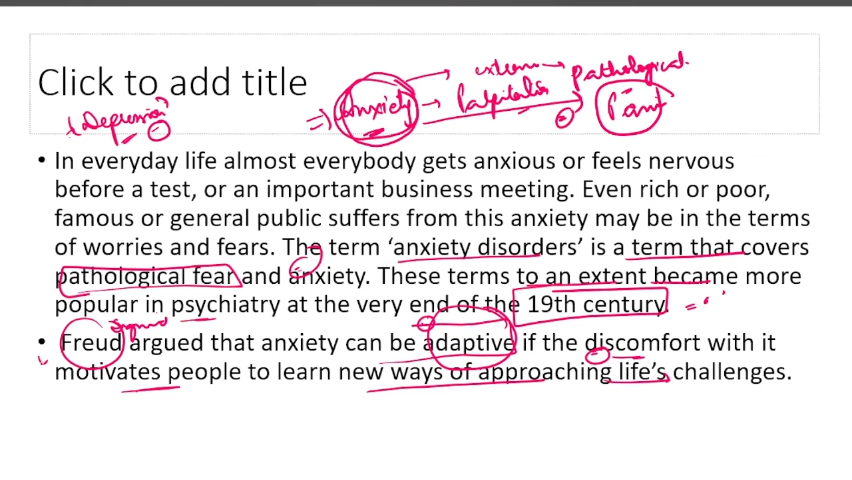 extreme → pathological
Click to add title
Anxiety → Palpitation
Panic
Depression
• In everyday life almost everybody gets anxious or feels nervous
before a test, or an important business meeting. Even rich or poor,
famous or general public suffers from this anxiety may be in the terms
of worries and fears. The term ‘anxiety disorders’ is a term that covers
pathological fear and anxiety. These terms to an extent became more
popular in psychiatry at the very end of the 19th century.
Sigmund
• Freud argued that anxiety can be adaptive if the discomfort with it
motivates people to learn new ways of approaching life’s challenges.